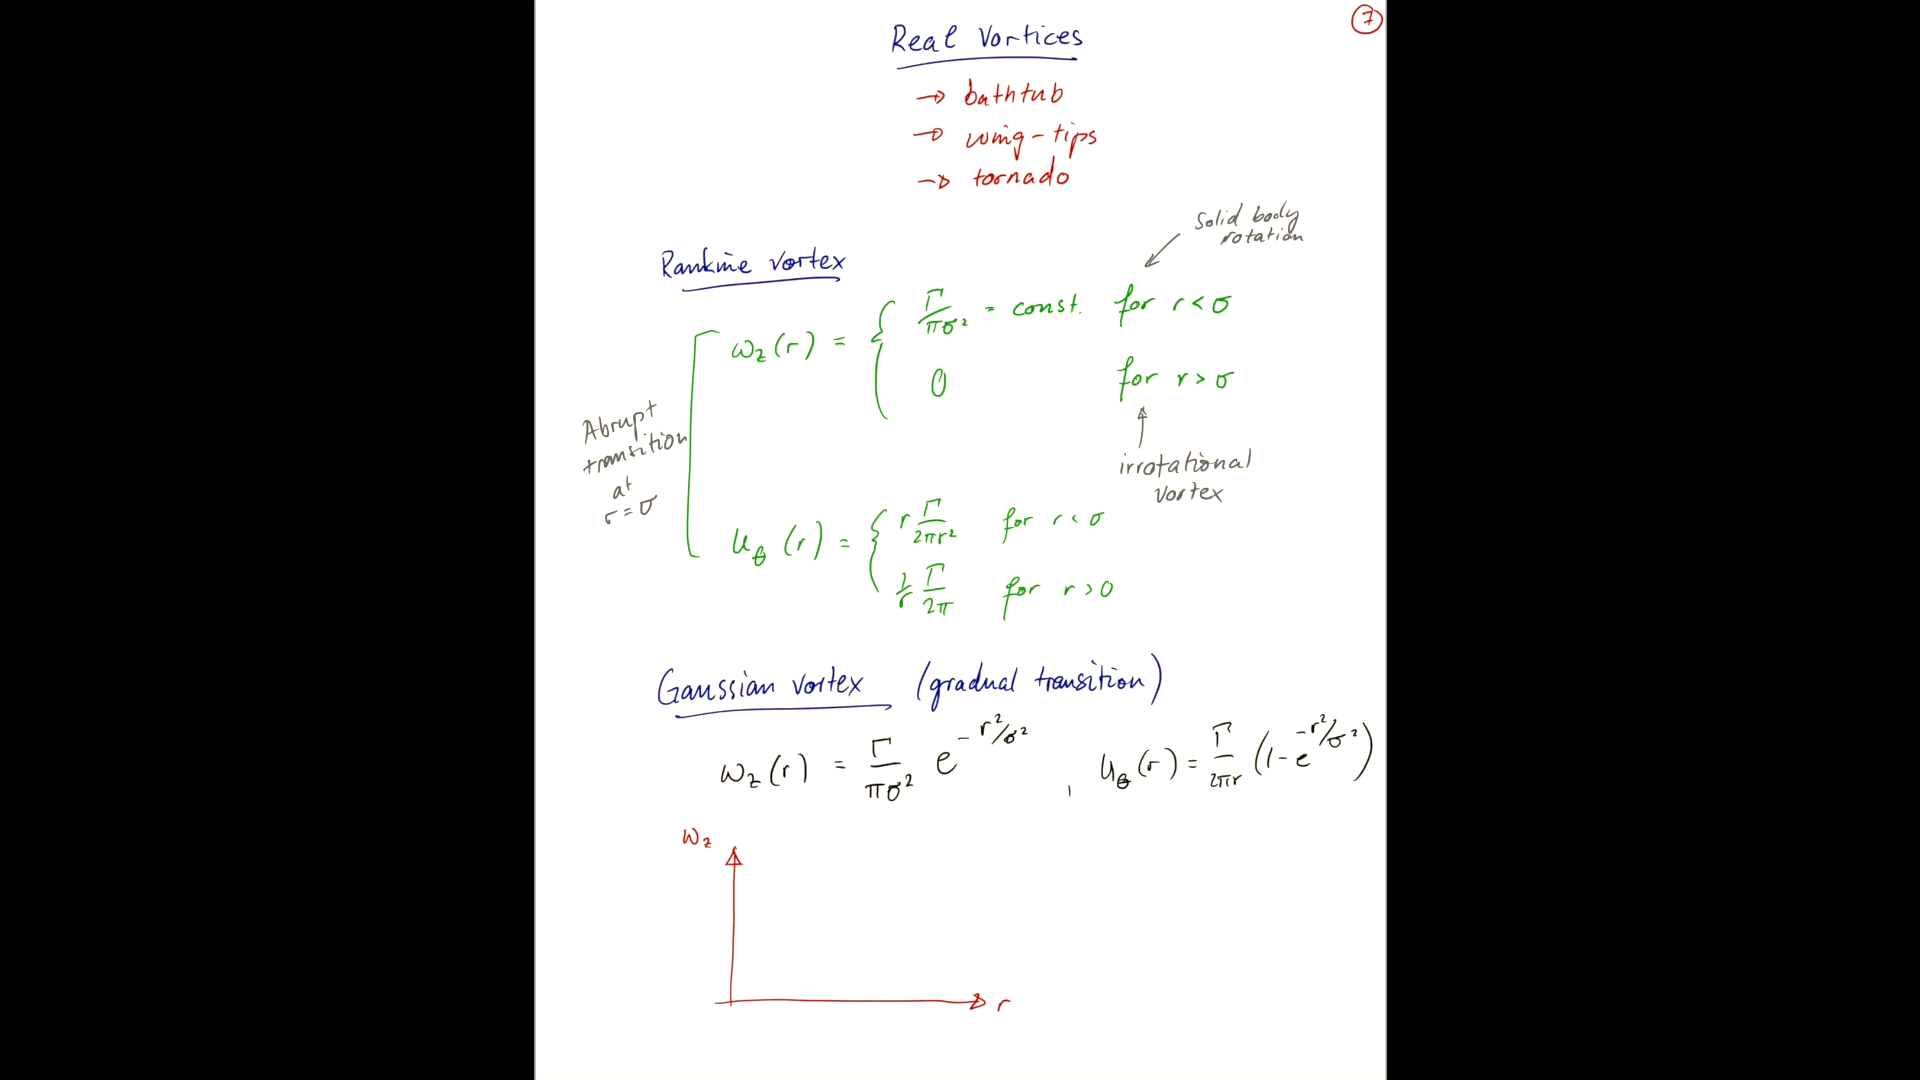 7
Real Vortices
→ bathtub
→ wing-tips
→ tornado
Solid body
rotation
Rankine vortex
ω_z(r) = { Γ/πσ² = const. for r < σ
0 for r > σ
Abrupt
transition
at
r = σ
irrotational
vortex
u_θ(r) = { r Γ/2πr² for r < σ
1/r Γ/2π for r > 0
Gaussian vortex (gradual transition)
ω_z(r) = Γ/πσ² e^{-r²/σ²} , u_θ(r) = Γ/2πr (1 - e^{-r²/σ²})
ω_z
r